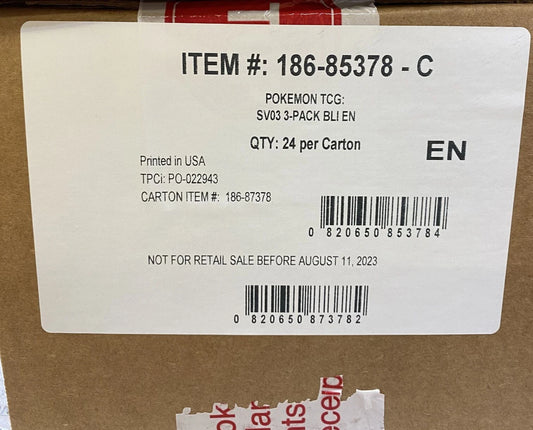 ITEM #: 186-85378 - C
POKEMON TCG:
SV03 3-PACK BLI EN
QTY: 24 per Carton
EN
Printed in USA
TPCi: PO-022943
CARTON ITEM #: 186-87378
0 820650 853784
NOT FOR RETAIL SALE BEFORE AUGUST 11, 2023
0 820650 873782